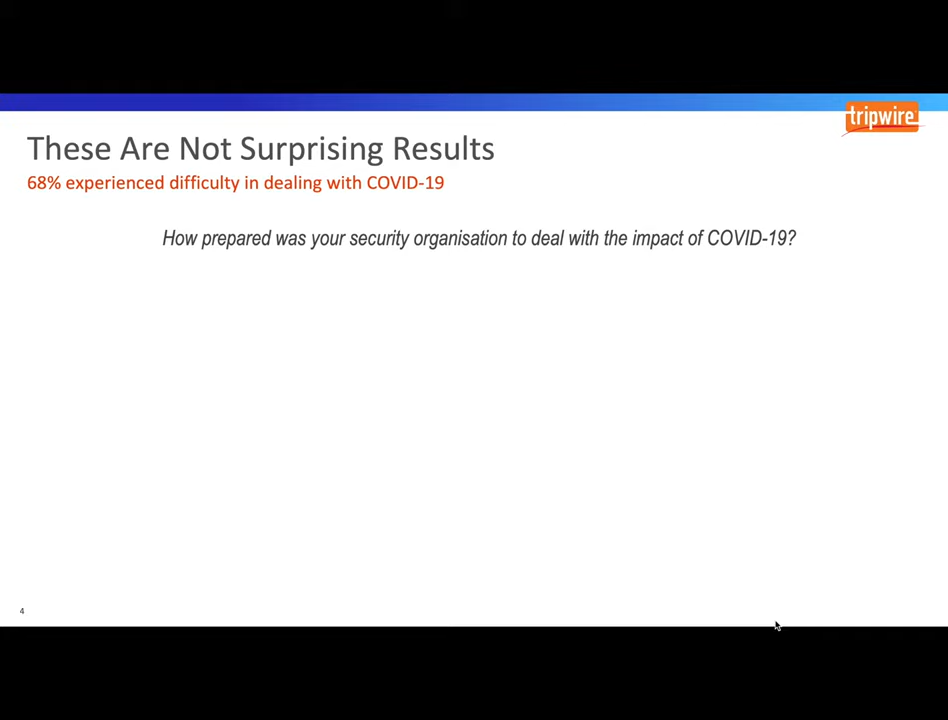 tripwire
These Are Not Surprising Results
68% experienced difficulty in dealing with COVID-19
How prepared was your security organisation to deal with the impact of COVID-19?
4